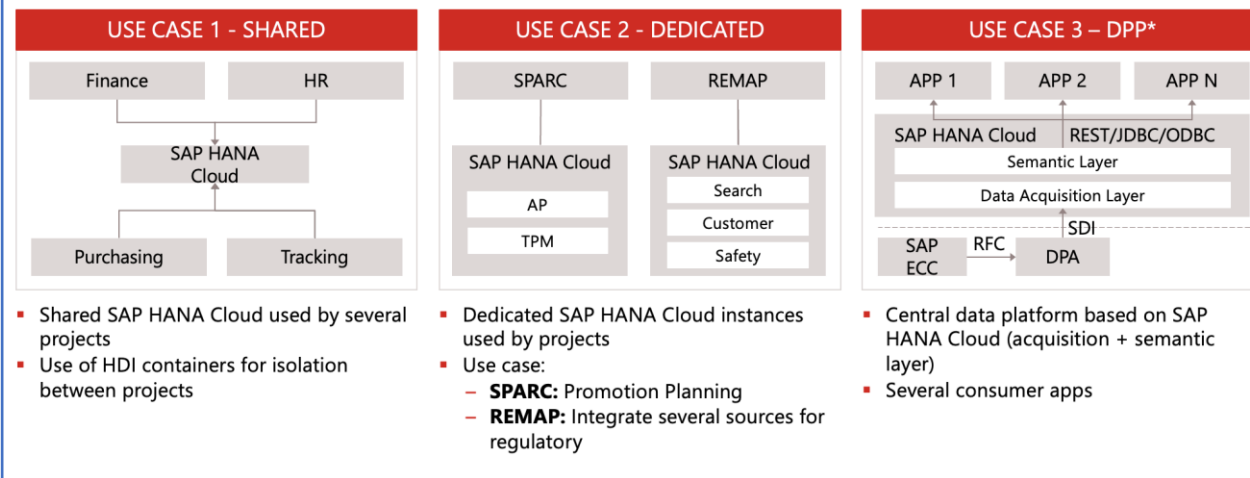 USE CASE 1 - SHARED
Finance
HR
SAP HANA
Cloud
Purchasing
Tracking
▪ Shared SAP HANA Cloud used by several
projects
▪ Use of HDI containers for isolation
between projects
USE CASE 2 - DEDICATED
SPARC
REMAP
SAP HANA Cloud
AP
TPM
SAP HANA Cloud
Search
Customer
Safety
▪ Dedicated SAP HANA Cloud instances
used by projects
▪ Use case:
– SPARC: Promotion Planning
– REMAP: Integrate several sources for
regulatory
USE CASE 3 – DPP*
APP 1
APP 2
APP N
SAP HANA Cloud
REST/JDBC/ODBC
Semantic Layer
Data Acquisition Layer
SDI
SAP
ECC
RFC
DPA
▪ Central data platform based on SAP
HANA Cloud (acquisition + semantic
layer)
▪ Several consumer apps